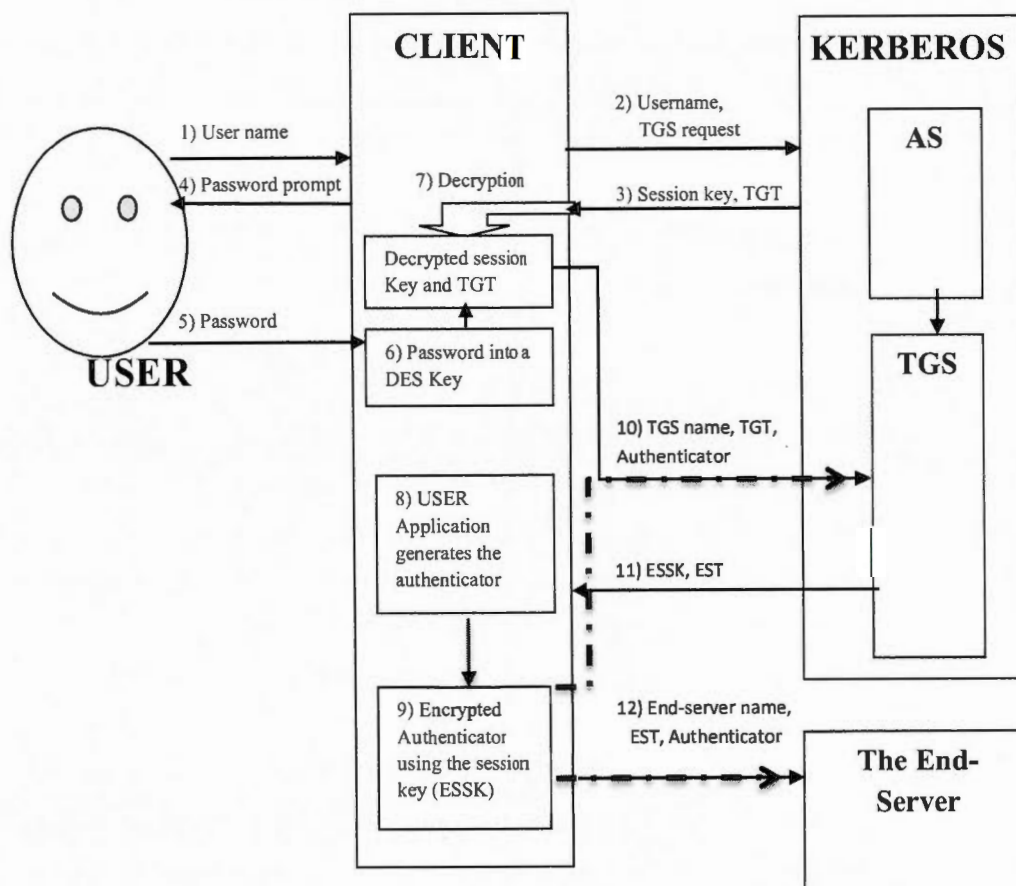 CLIENT
KERBEROS
1) User name
2) Username,
TGS request
AS
4) Password prompt
7) Decryption
3) Session key, TGT
Decrypted session
Key and TGT
5) Password
6) Password into a
DES Key
USER
TGS
10) TGS name, TGT,
Authenticator
8) USER
Application
generates the
authenticator
11) ESSK, EST
9) Encrypted
Authenticator
using the session
key (ESSK)
12) End-server name,
EST, Authenticator
The End-
Server